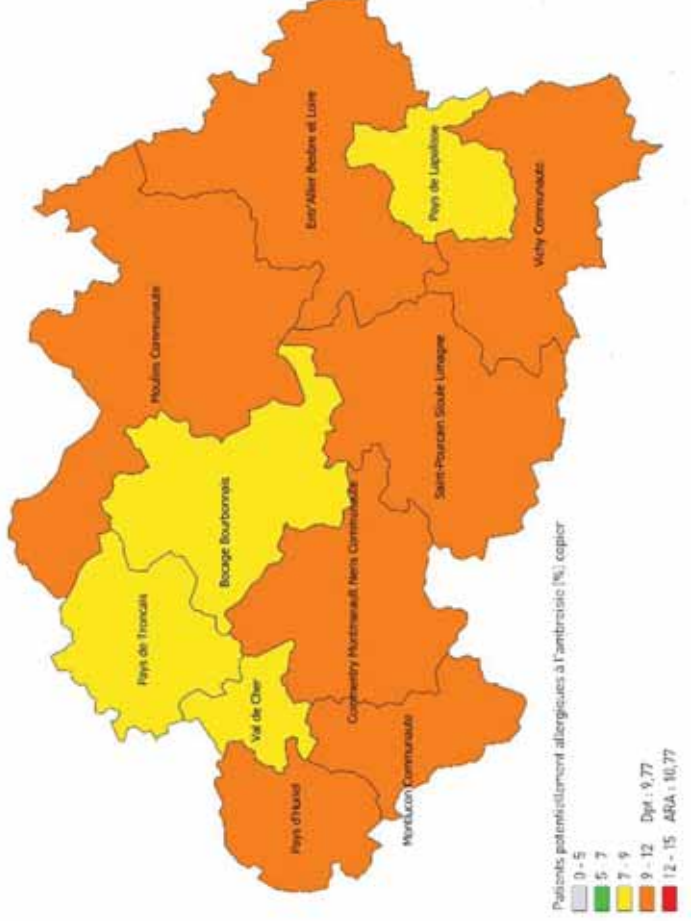 Moulins Communauté
Entr'Allier Besbre et Loire
Pays de Lapalisse
Vichy Communauté
Bocage Bourbonnais
Saint-Pourçain Sioule Limagne
Pays de Tronçais
Commentry Montmarault Neris Communauté
Val de Cher
Pays d'Huriel
Montlucon Communauté
Patients potentiellement allergiques à l'ambroisie [%] copier
0 - 5
5 - 7
7 - 9
9 - 12 Dpt : 9,77
12 - 15 ARA : 10,77